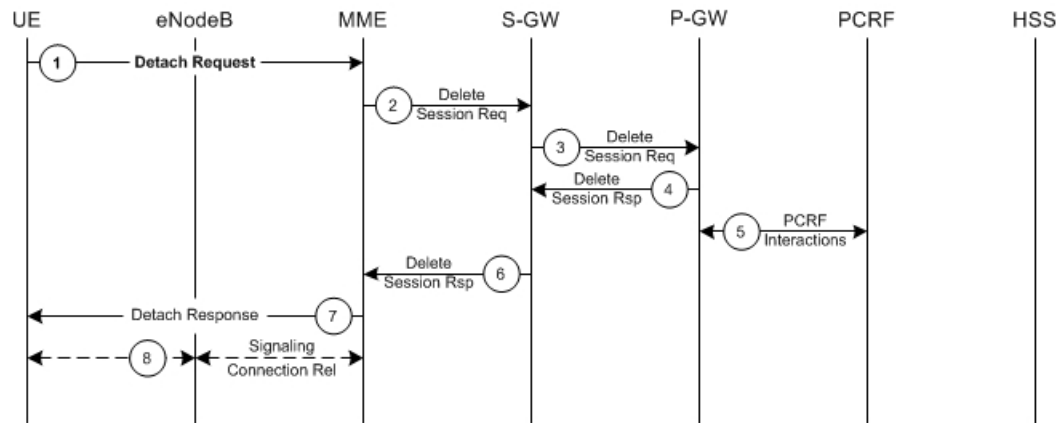 UE eNodeB MME S-GW P-GW PCRF HSS
1 Detach Request
2 Delete
Session Req
3 Delete
Session Req
Delete 4
Session Rsp
5 PCRF
Interactions
Delete 6
Session Rsp
Detach Response 7
8 Signaling
Connection Rel